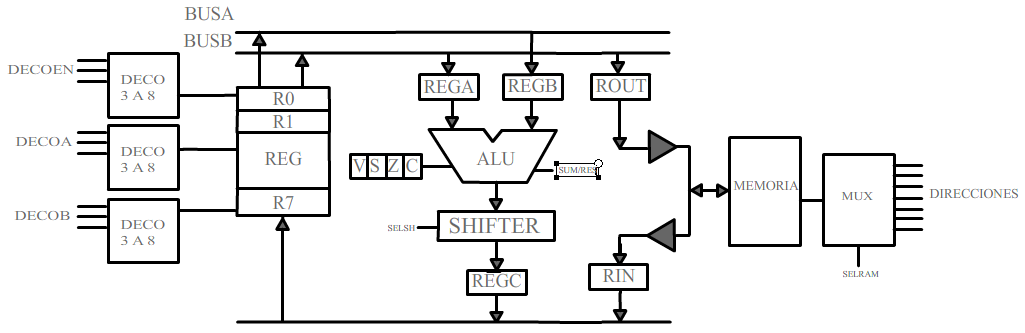 BUSA
BUSB
DECOEN
DECO
3 A 8
DECOA
DECO
3 A 8
DECOB
DECO
3 A 8
R0
R1
REG
R7
REGA
REGB
ROUT
ALU
V S Z C
SUM/RES
SELSH
SHIFTER
REGC
RIN
MEMORIA
MUX
DIRECCIONES
SELRAM